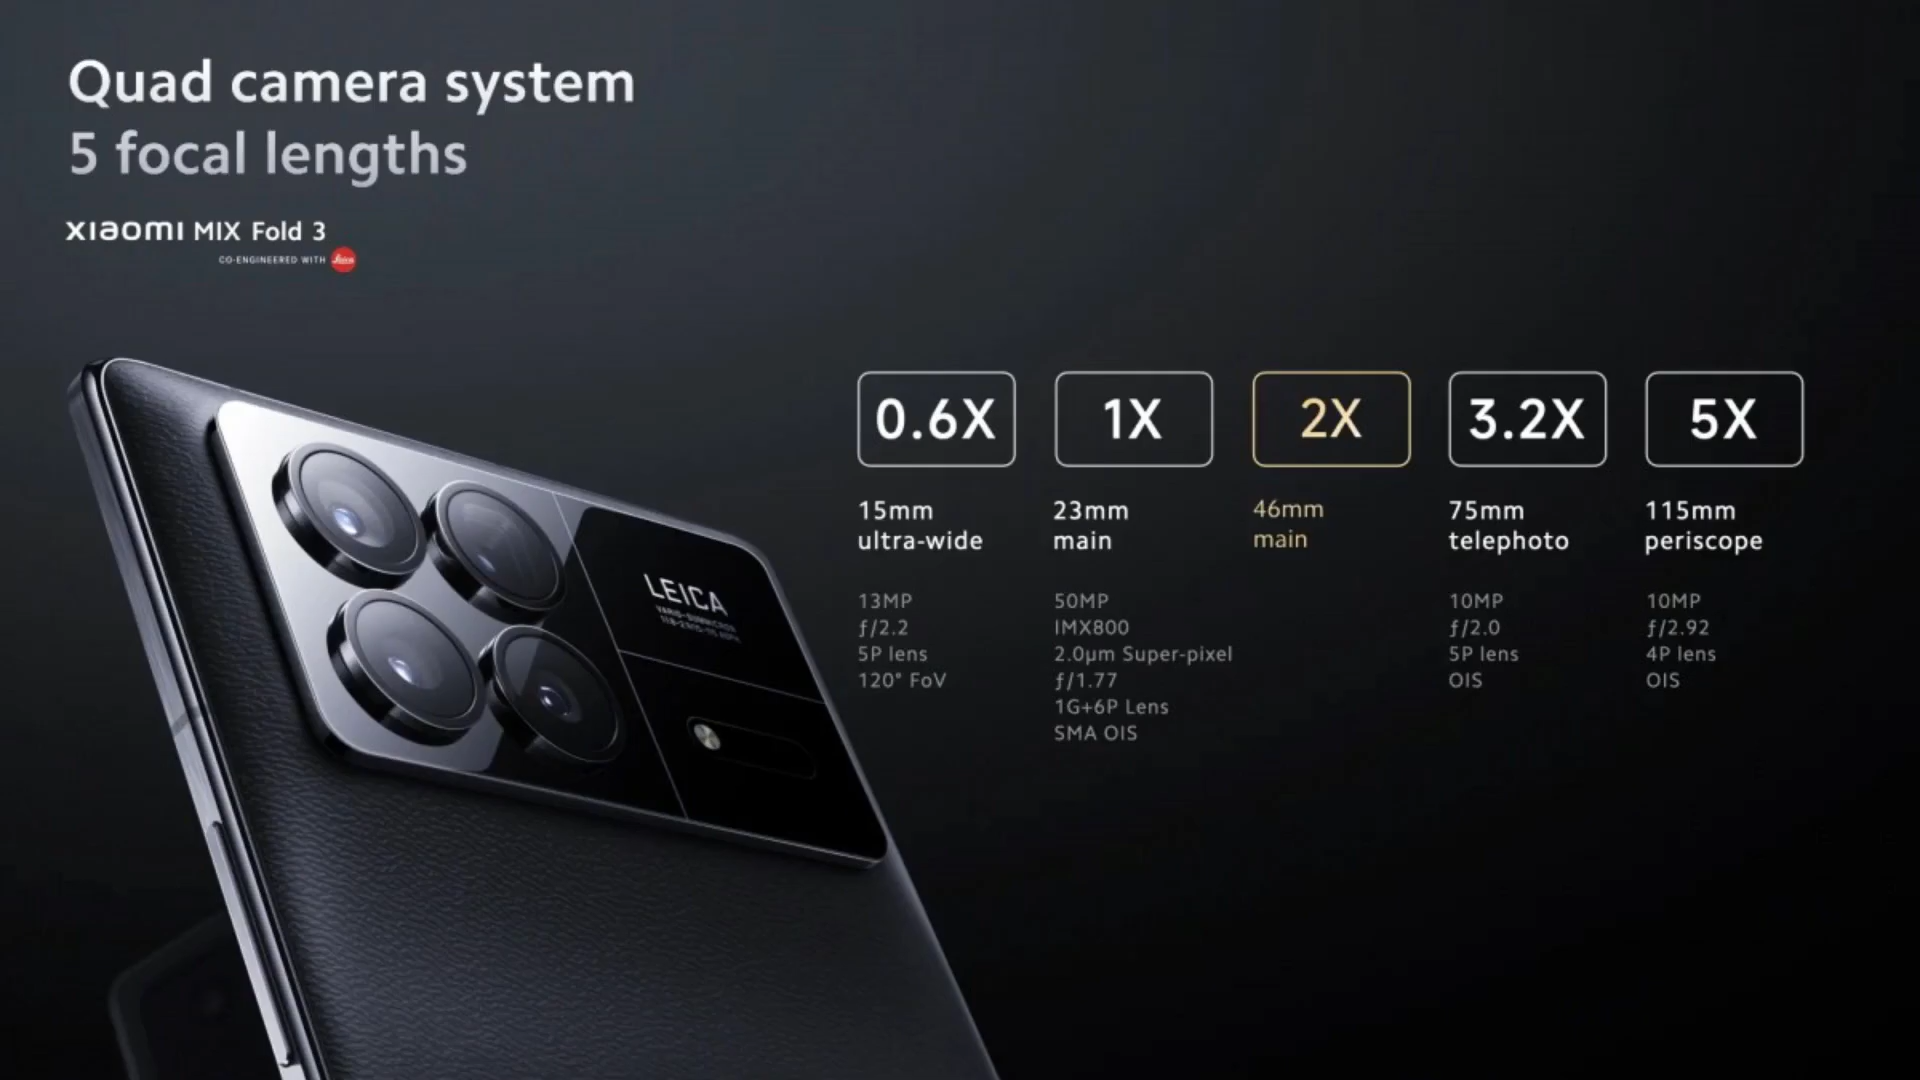 Quad camera system
5 focal lengths
xiaomi MIX Fold 3
CO-ENGINEERED WITH Leica
LEICA
0.6X
15mm
ultra-wide
13MP
ƒ/2.2
5P lens
120° FoV
1X
23mm
main
50MP
IMX800
2.0μm Super-pixel
ƒ/1.77
1G+6P Lens
SMA OIS
2X
46mm
main
3.2X
75mm
telephoto
10MP
ƒ/2.0
5P lens
OIS
5X
115mm
periscope
10MP
ƒ/2.92
4P lens
OIS